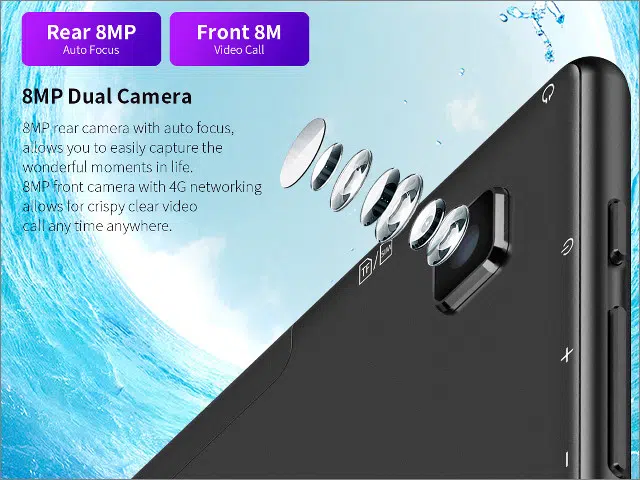 Rear 8MP
Auto Focus
Front 8M
Video Call
8MP Dual Camera
8MP rear camera with auto focus,
allows you to easily capture the
wonderful moments in life.
8MP front camera with 4G networking
allows for crispy clear video
call any time anywhere.
TF / SIM